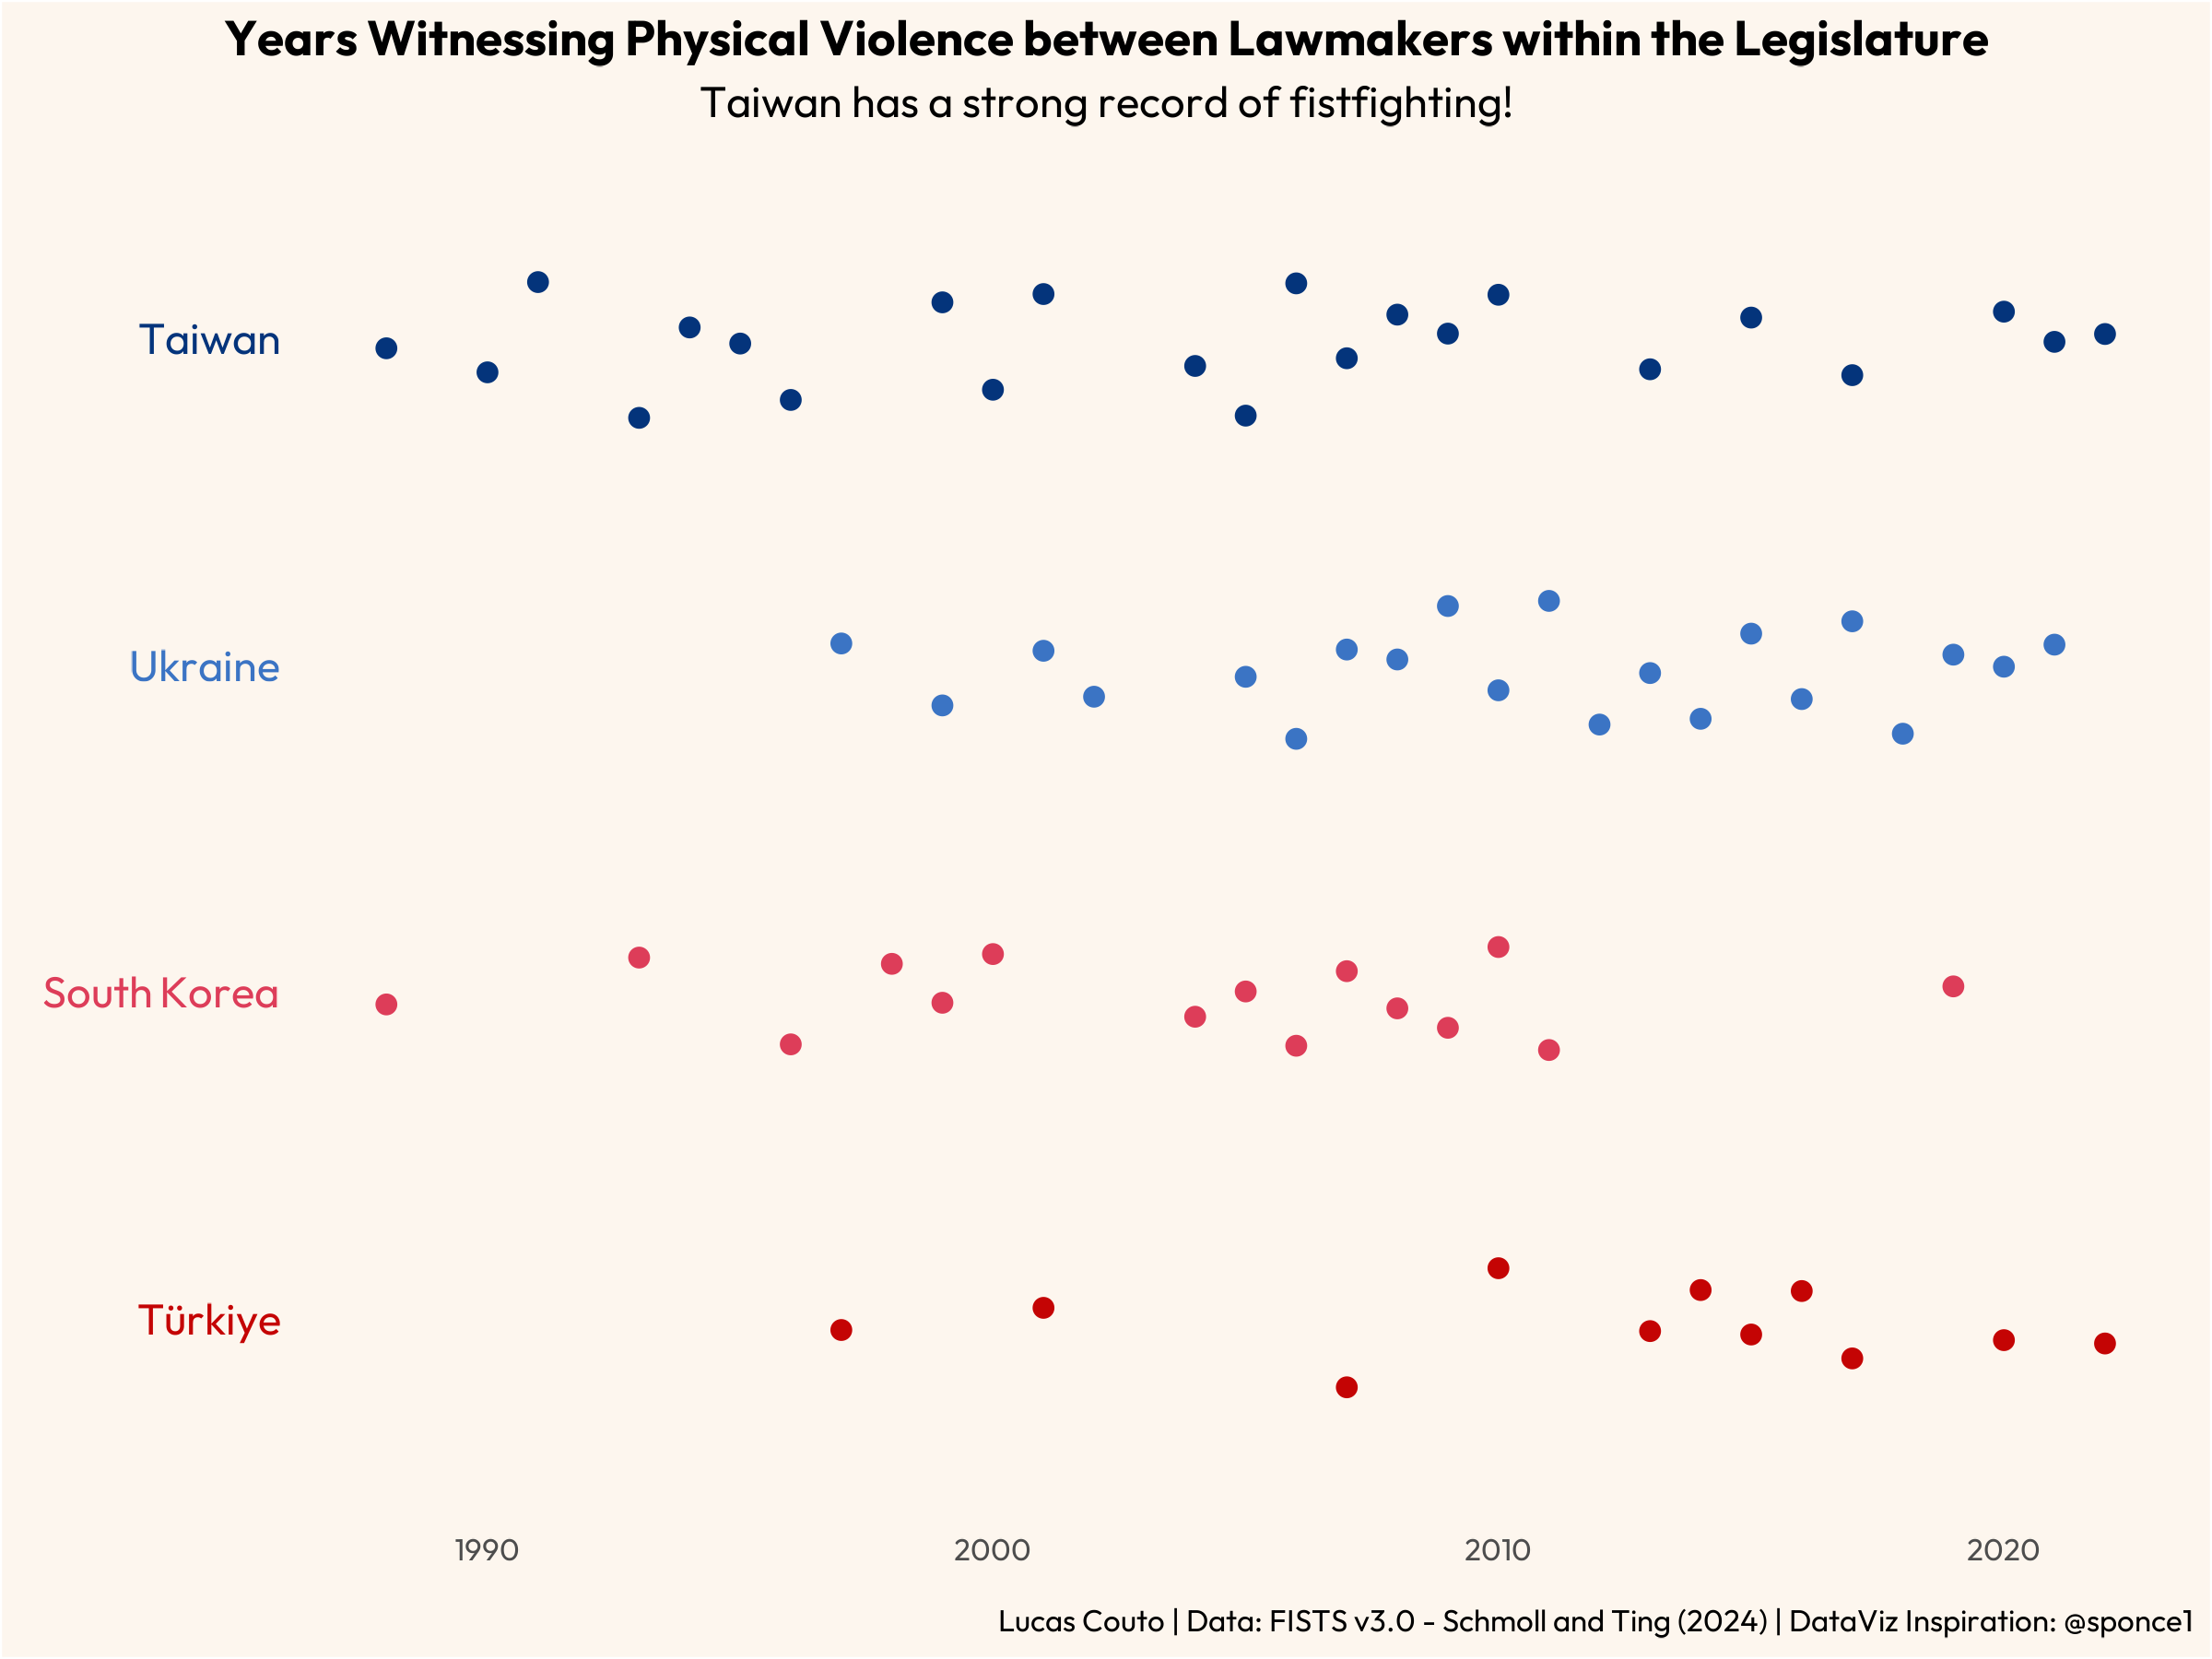 Years Witnessing Physical Violence between Lawmakers within the Legislature
Taiwan has a strong record of fistfighting!
Taiwan
Ukraine
South Korea
Türkiye
1990 2000 2010 2020
Lucas Couto | Data: FISTS v3.0 - Schmoll and Ting (2024) | DataViz Inspiration: @sponce1